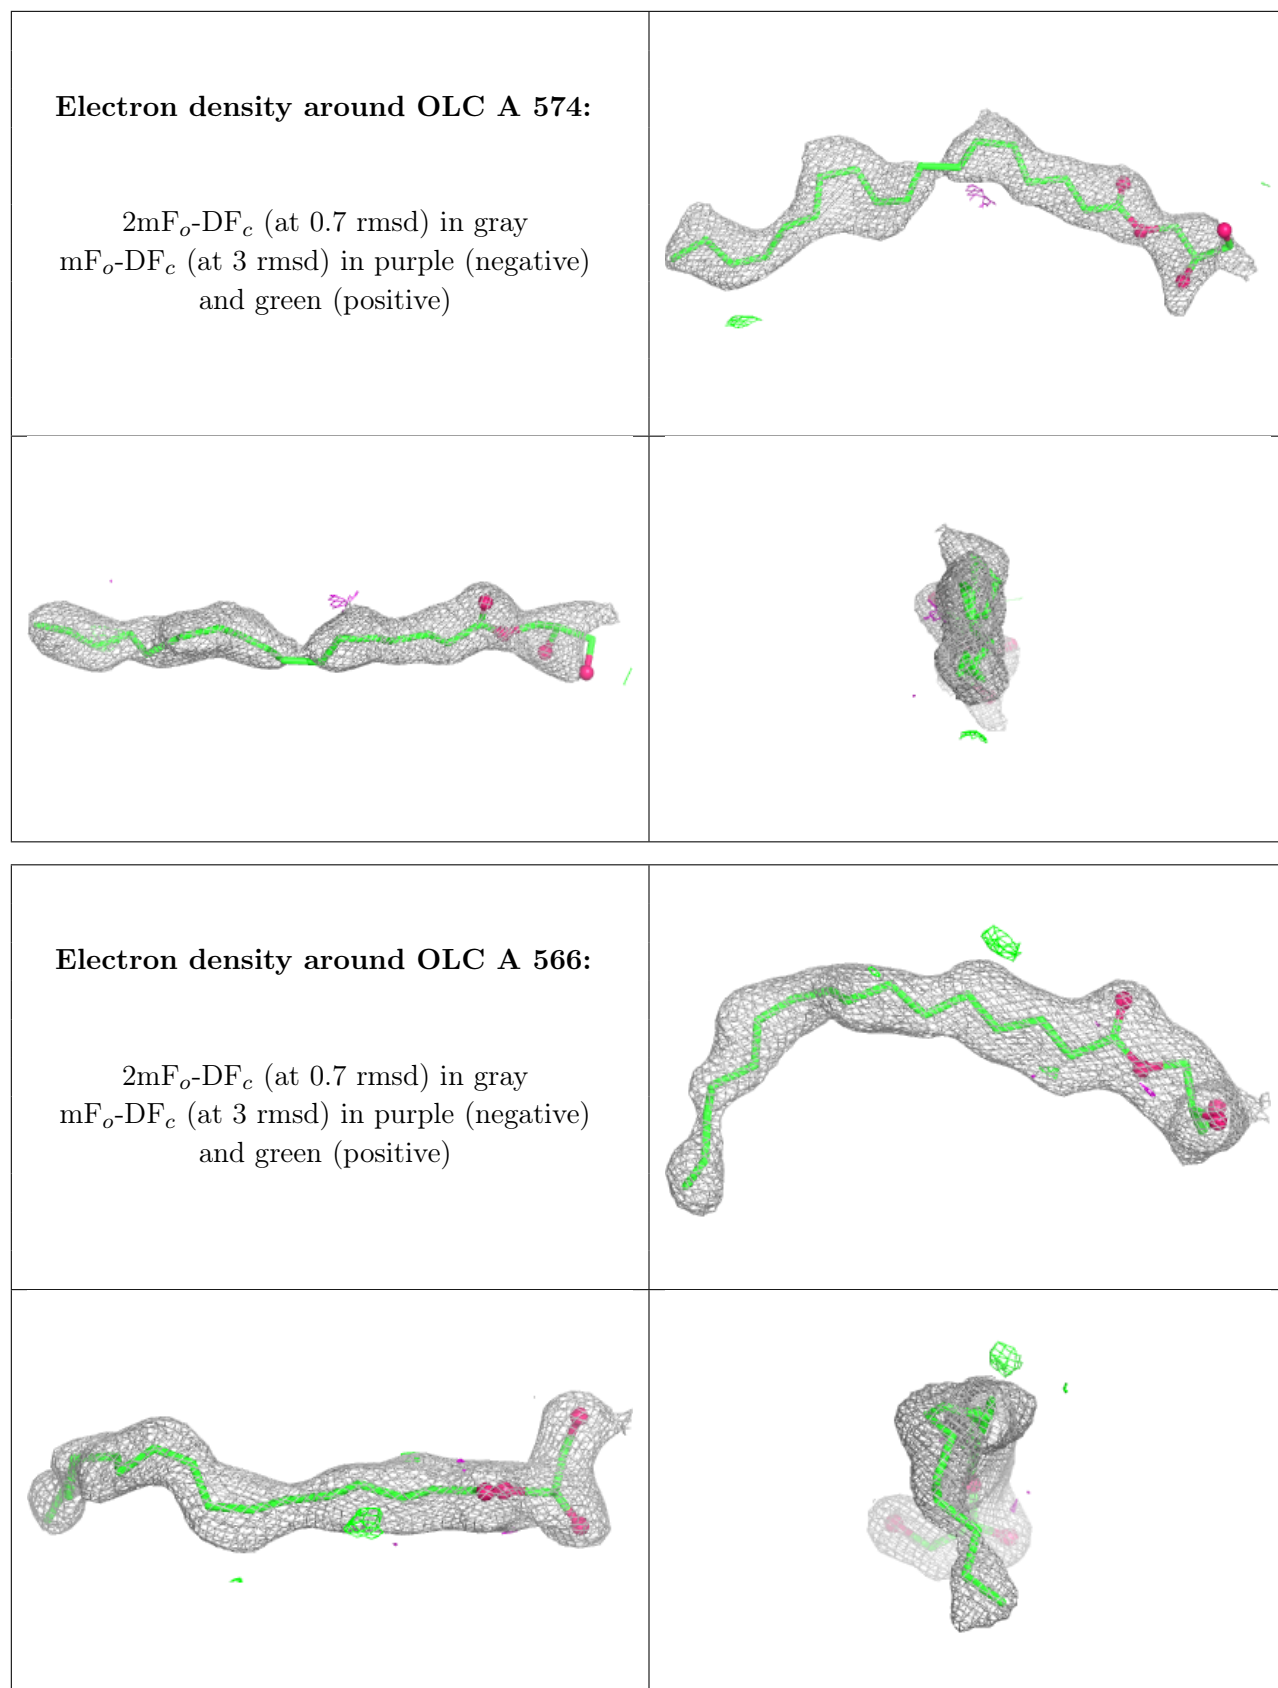 Electron density around OLC A 574:
2mFo-DFc (at 0.7 rmsd) in gray
mFo-DFc (at 3 rmsd) in purple (negative)
and green (positive)
Electron density around OLC A 566:
2mFo-DFc (at 0.7 rmsd) in gray
mFo-DFc (at 3 rmsd) in purple (negative)
and green (positive)